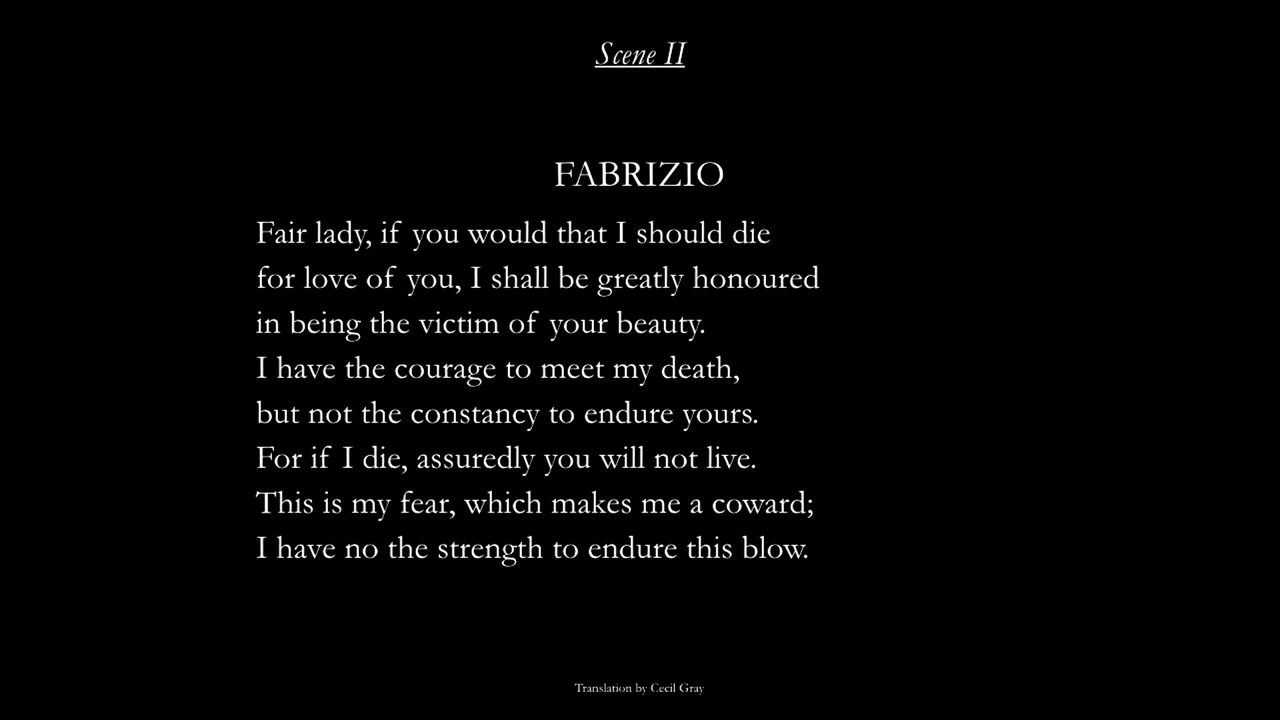 Scene II
FABRIZIO
Fair lady, if you would that I should die
for love of you, I shall be greatly honoured
in being the victim of your beauty.
I have the courage to meet my death,
but not the constancy to endure yours.
For if I die, assuredly you will not live.
This is my fear, which makes me a coward;
I have no the strength to endure this blow.
Translation by Cecil Gray